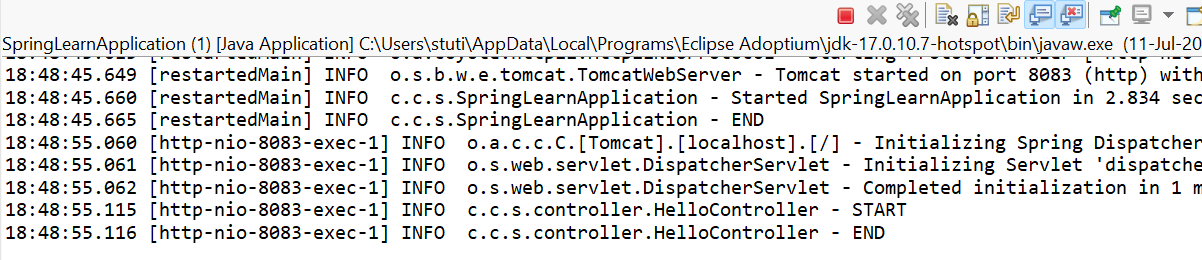 SpringLearnApplication (1) [Java Application] C:\Users\stuti\AppData\Local\Programs\Eclipse Adoptium\jdk-17.0.10.7-hotspot\bin\javaw.exe (11-Jul-20
18:48:45.649 [restartedMain] INFO  o.s.b.w.e.tomcat.TomcatWebServer - Tomcat started on port 8083 (http) with
18:48:45.660 [restartedMain] INFO  c.c.s.SpringLearnApplication - Started SpringLearnApplication in 2.834 sec
18:48:45.665 [restartedMain] INFO  c.c.s.SpringLearnApplication - END
18:48:55.060 [http-nio-8083-exec-1] INFO  o.a.c.c.C.[Tomcat].[localhost].[/] - Initializing Spring Dispatcher
18:48:55.061 [http-nio-8083-exec-1] INFO  o.s.web.servlet.DispatcherServlet - Initializing Servlet 'dispatche
18:48:55.062 [http-nio-8083-exec-1] INFO  o.s.web.servlet.DispatcherServlet - Completed initialization in 1 m
18:48:55.115 [http-nio-8083-exec-1] INFO  c.c.s.controller.HelloController - START
18:48:55.116 [http-nio-8083-exec-1] INFO  c.c.s.controller.HelloController - END